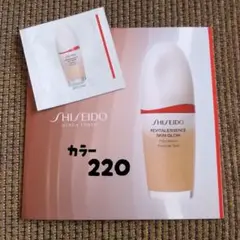 SHISEIDO
GINZA TOKYO
カラー
220
SHISEIDO
REVITALESSENCE
SKIN GLOW